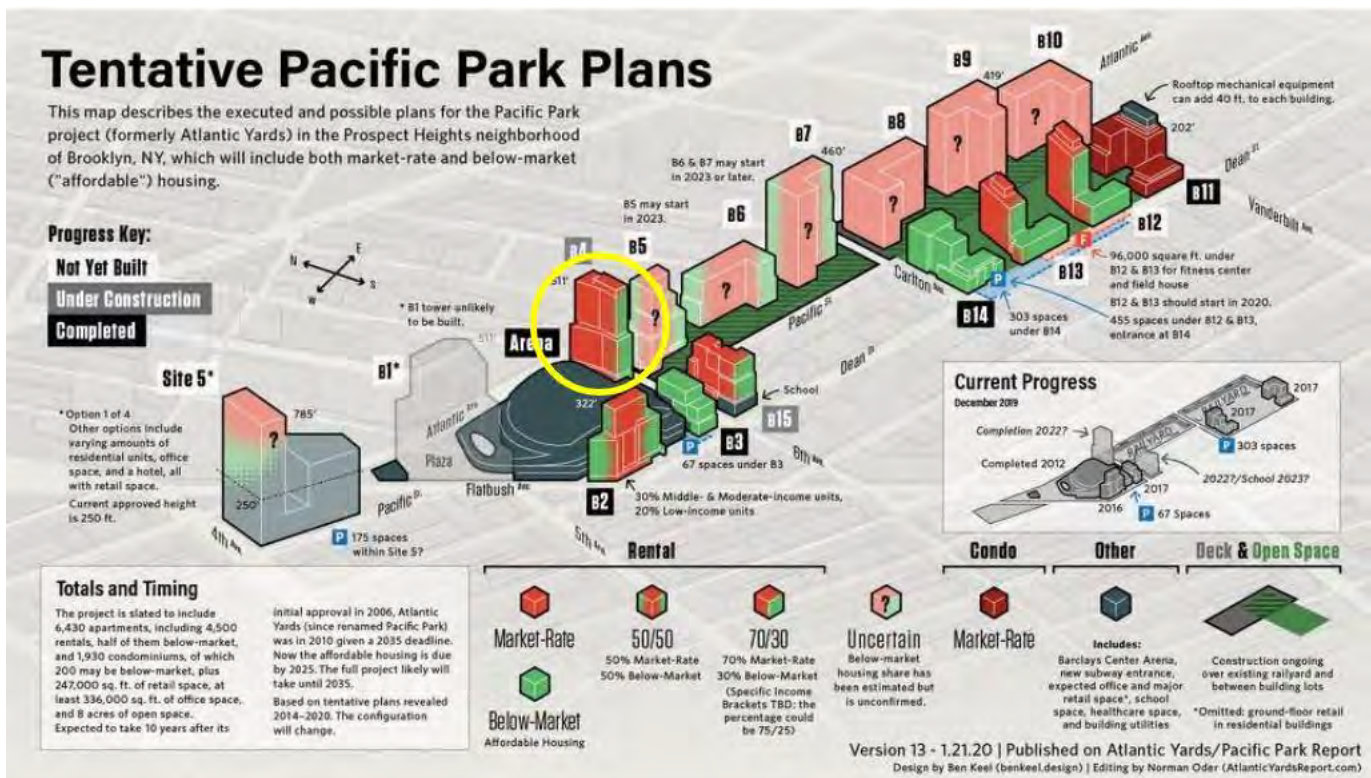 Tentative Pacific Park Plans
This map describes the executed and possible plans for the Pacific Park
project (formerly Atlantic Yards) in the Prospect Heights neighborhood
of Brooklyn, NY, which will include both market-rate and below-market
("affordable") housing.
Progress Key:
Not Yet Built
Under Construction
Completed
N
E
S
W
Site 5*
785'
?
250'
* Option 1 of 4
Other options include
varying amounts of
residential units, office
space, and a hotel, all
with retail space.
Current approved height
is 250 ft.
4th Ave.
P 175 spaces
within Site 5?
Pacific St.
* B1 tower unlikely
to be built.
B1*
511'
Atlantic Ave.
Plaza
Flatbush Ave.
5th Ave.
Arena
B4
511'
322'
B2
30% Middle- & Moderate-income units,
20% Low-income units
B5 may start
in 2023.
B5
?
B6 & B7 may start
in 2023 or later.
B6
?
B7
460'
?
B8
B9
419'
?
B10
?
Atlantic Ave.
Rooftop mechanical equipment
can add 40 ft. to each building.
202'
Dean St.
B11
Vanderbilt Ave.
B12
F
96,000 square ft. under
B12 & B13 for fitness center
and field house
B13
B12 & B13 should start in 2020.
455 spaces under B12 & B13,
entrance at B14
Carlton Ave.
P
B14
303 spaces
under B14
Pacific St.
Dean St.
School
B15
B3
P
67 spaces under B3
6th Ave.
Current Progress
December 2019
Completion 2022?
Completed 2012
RAILYARD
RAILYARD
2017
2017
P 303 spaces
2022?/School 2023?
2017
2016
P 67 Spaces
Totals and Timing
The project is slated to include
6,430 apartments, including 4,500
rentals, half of them below-market,
and 1,930 condominiums, of which
200 may be below-market, plus
247,000 sq. ft. of retail space, at
least 336,000 sq. ft. of office space,
and 8 acres of open space.
Expected to take 10 years after its
initial approval in 2006, Atlantic
Yards (since renamed Pacific Park)
was in 2010 given a 2035 deadline.
Now the affordable housing is due
by 2025. The full project likely will
take until 2035.
Based on tentative plans revealed
2014–2020. The configuration
will change.
Rental
Market-Rate
Below-Market
Affordable Housing
50/50
50% Market-Rate
50% Below-Market
70/30
70% Market-Rate
30% Below-Market
(Specific Income
Brackets TBD: the
percentage could
be 75/25)
?
Uncertain
Below-market
housing share has
been estimated but
is unconfirmed.
Condo
Market-Rate
Other
Includes:
Barclays Center Arena,
new subway entrance,
expected office and major
retail space*, school
space, healthcare space,
and building utilities
Deck & Open Space
Construction ongoing
over existing railyard and
between building lots
*Omitted: ground-floor retail
in residential buildings
Version 13 - 1.21.20 | Published on Atlantic Yards/Pacific Park Report
Design by Ben Keel (benkeel.design) | Editing by Norman Oder (AtlanticYardsReport.com)